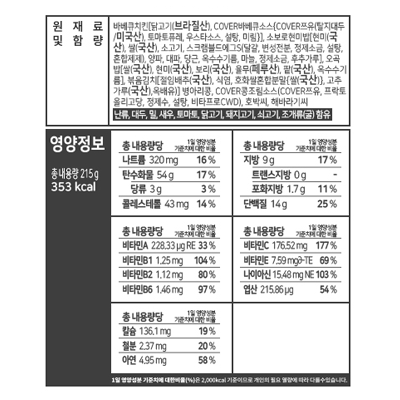 원 재 료 및 함 량
바베큐치킨[닭고기(브라질산), COVER바베큐소스{COVER쯔유(탈지대두
/미국산), 토마토퓨레, 우스타소스, 설탕, 미림}], 소보로현미밥[현미(국
산), 쌀(국산), 소고기, 스크램블드에그(달걀, 변성전분, 정제소금, 설탕,
혼합제제), 양파, 대파, 당근, 옥수수기름, 마늘, 정제소금, 후추가루], 오곡
밥[쌀(국산), 현미(국산), 보리(국산), 율무(페루산), 팥(국산), 옥수수기
름], 볶음김치[절임배추(국산), 식염, 호화쌀혼합분말{쌀(국산)}, 고추
가루(국산), 옥배유)] 병아리콩, COVER콩조림소스(COVER쯔유, 프락토
올리고당, 정제수, 설탕, 비타프로CWD), 호박씨, 해바라기씨
난류, 대두, 밀, 새우, 토마토, 닭고기, 돼지고기, 쇠고기, 조개류(굴) 함유
영양정보
총 내용량 215 g
353 kcal
총 내용량당 1일 영양성분 기준치에 대한 비율
나트륨 320 mg 16 %
탄수화물 54 g 17 %
당류 3 g 3 %
콜레스테롤 43 mg 14 %
총 내용량당 1일 영양성분 기준치에 대한 비율
지방 9 g 17 %
트랜스지방 0 g -
포화지방 1.7 g 11 %
단백질 14 g 25 %
총 내용량당 1일 영양성분 기준치에 대한 비율
비타민A 228.33 μg RE 33 %
비타민B1 1.25 mg 104 %
비타민B2 1.12 mg 80 %
비타민B6 1.46 mg 97 %
총 내용량당 1일 영양성분 기준치에 대한 비율
비타민C 176.52 mg 177 %
비타민E 7.59 mg α-TE 69 %
나이아신 15.48 mg NE 103 %
엽산 215.86 μg 54 %
총 내용량당 1일 영양성분 기준치에 대한 비율
칼슘 136.1 mg 19 %
철분 2.37 mg 20 %
아연 4.95 mg 58 %
1일 영양성분 기준치에 대한 비율(%)은 2,000kcal 기준이므로 개인의 필요 열량에 따라 다를수있습니다.